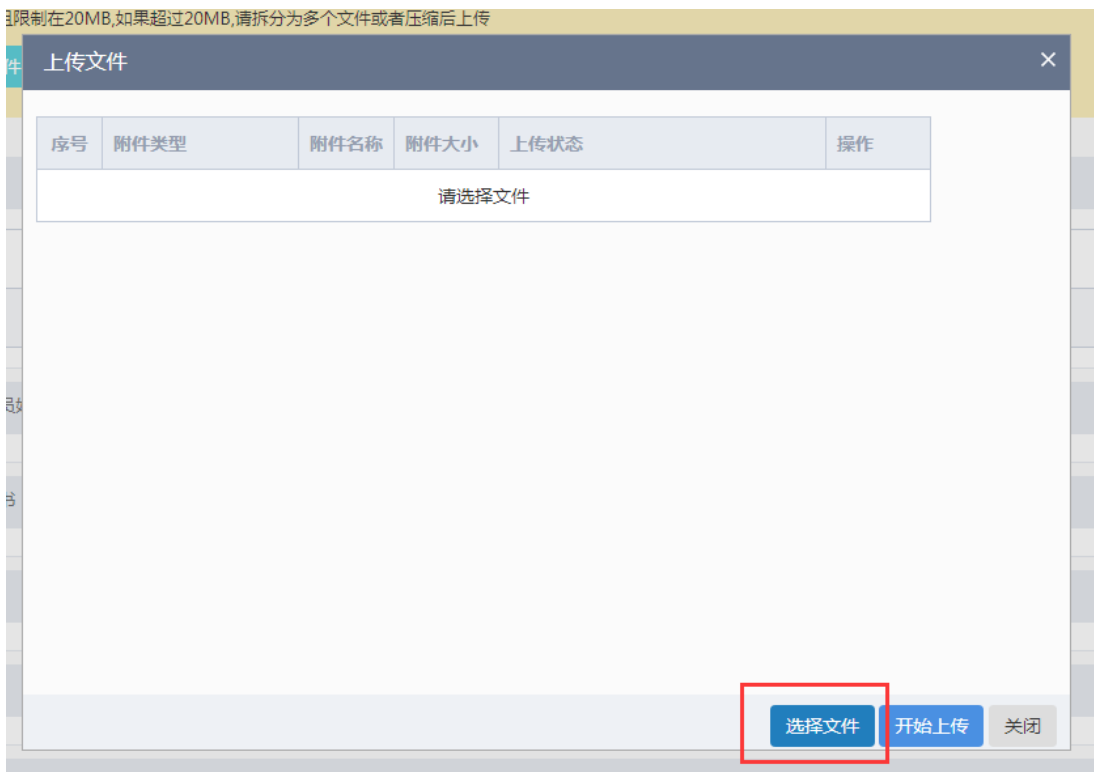 限制在20MB,如果超过20MB,请拆分为多个文件或者压缩后上传
件
上传文件
序号 附件类型 附件名称 附件大小 上传状态 操作
请选择文件
书
选择文件 开始上传 关闭